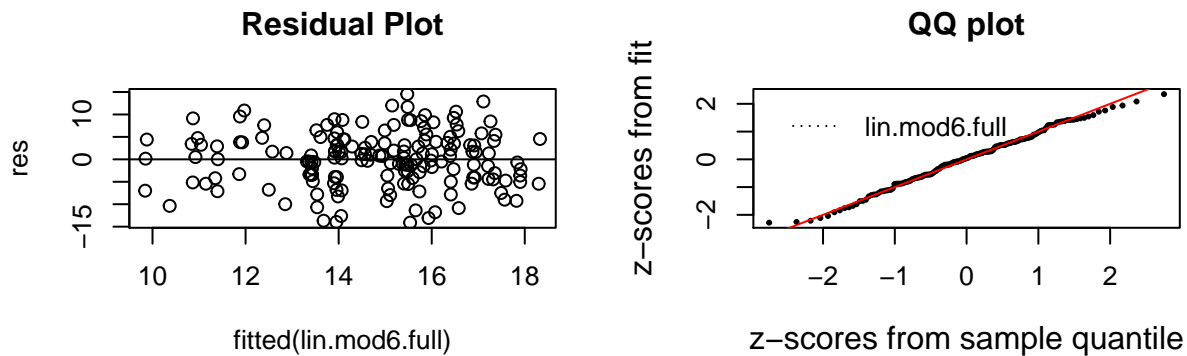 Residual Plot
res
−15
0
10
10
12
14
16
18
fitted(lin.mod6.full)
QQ plot
z−scores from fit
−2
0
2
lin.mod6.full
−2
−1
0
1
2
z−scores from sample quantile